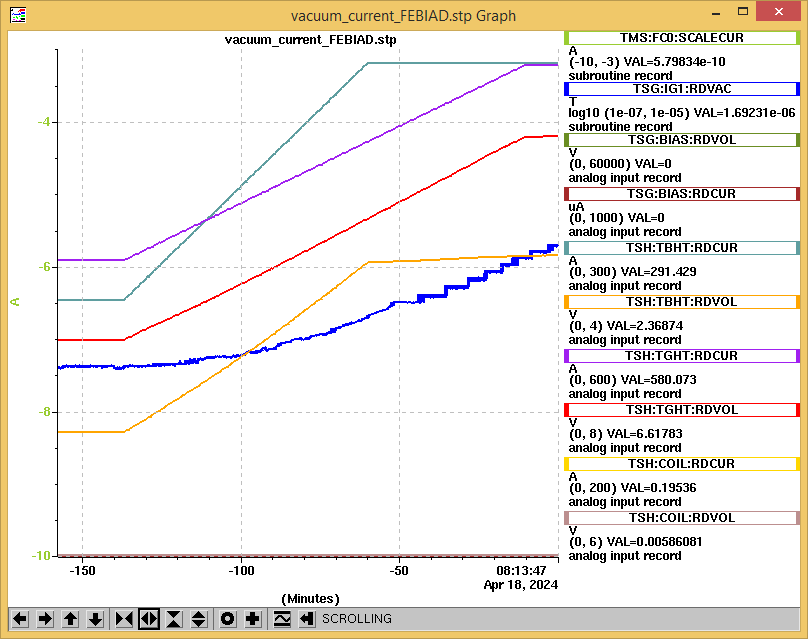 vacuum_current_FEBIAD.stp Graph
vacuum_current_FEBIAD.stp
-4
-6
-8
-10
A
-150
-100
-50
08:13:47
Apr 18, 2024
(Minutes)
TMS:FC0:SCALECUR
A
(-10, -3) VAL=5.79834e-10
subroutine record
TSG:IG1:RDVAC
T
log10 (1e-07, 1e-05) VAL=1.69231e-06
subroutine record
TSG:BIAS:RDVOL
V
(0, 60000) VAL=0
analog input record
TSG:BIAS:RDCUR
uA
(0, 1000) VAL=0
analog input record
TSH:TBHT:RDCUR
A
(0, 300) VAL=291.429
analog input record
TSH:TBHT:RDVOL
V
(0, 4) VAL=2.36874
analog input record
TSH:TGHT:RDCUR
A
(0, 600) VAL=580.073
analog input record
TSH:TGHT:RDVOL
V
(0, 8) VAL=6.61783
analog input record
TSH:COIL:RDCUR
A
(0, 200) VAL=0.19536
analog input record
TSH:COIL:RDVOL
V
(0, 6) VAL=0.00586081
analog input record
SCROLLING